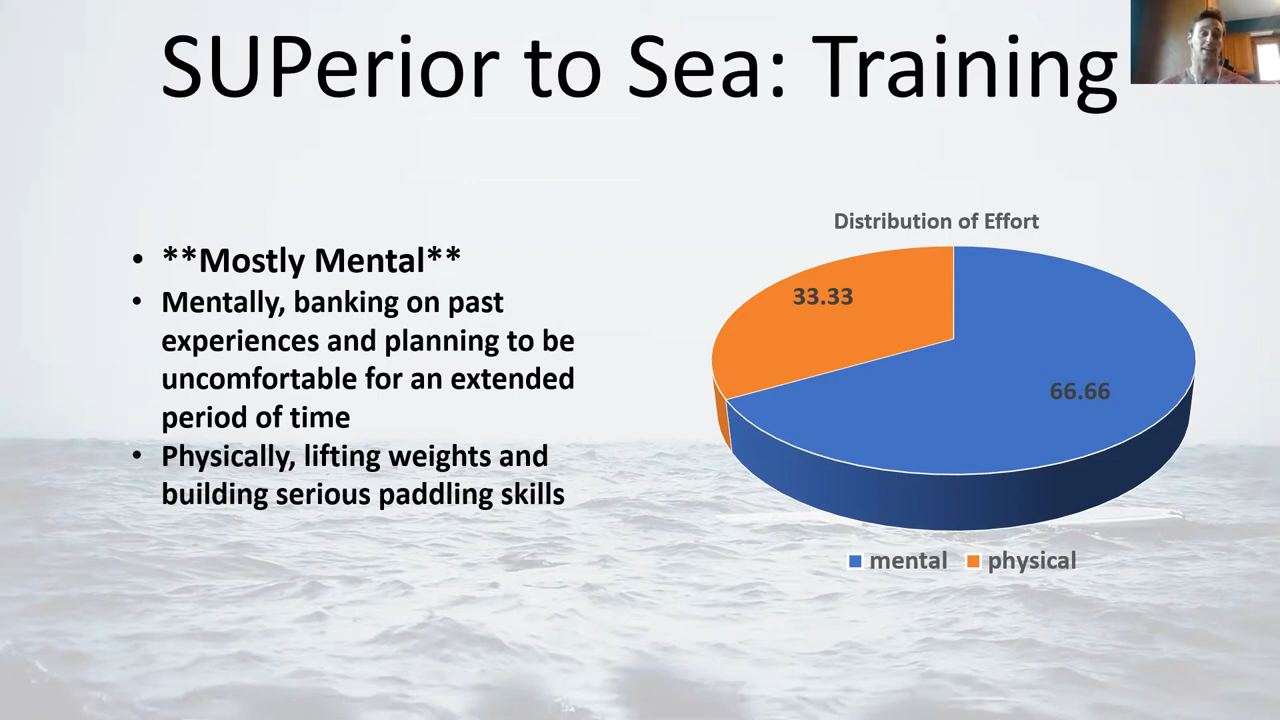 SUPerior to Sea: Training
• **Mostly Mental**
• Mentally, banking on past
experiences and planning to be
uncomfortable for an extended
period of time
• Physically, lifting weights and
building serious paddling skills
Distribution of Effort
33.33
66.66
mental physical